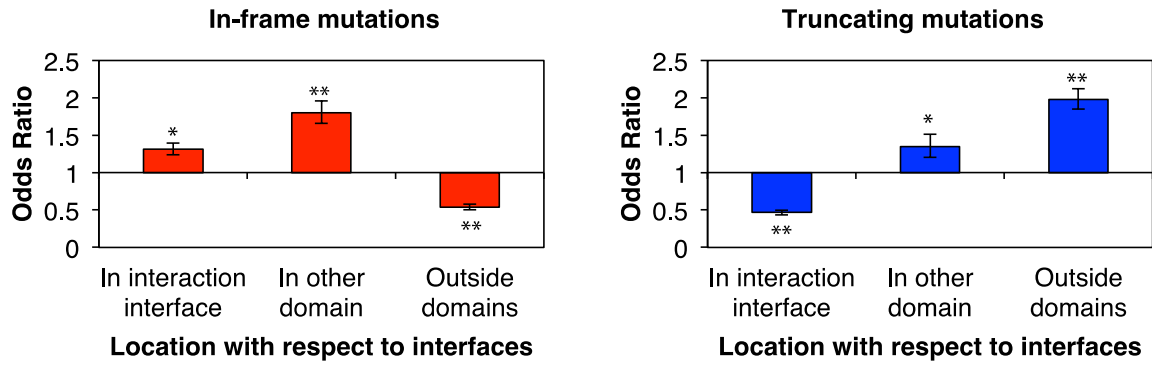 In-frame mutations
Odds Ratio
2.5
2
1.5
1
0.5
0
*
**
**
In interaction
interface
In other
domain
Outside
domains
Location with respect to interfaces
Truncating mutations
Odds Ratio
2.5
2
1.5
1
0.5
0
**
*
**
In interaction
interface
In other
domain
Outside
domains
Location with respect to interfaces